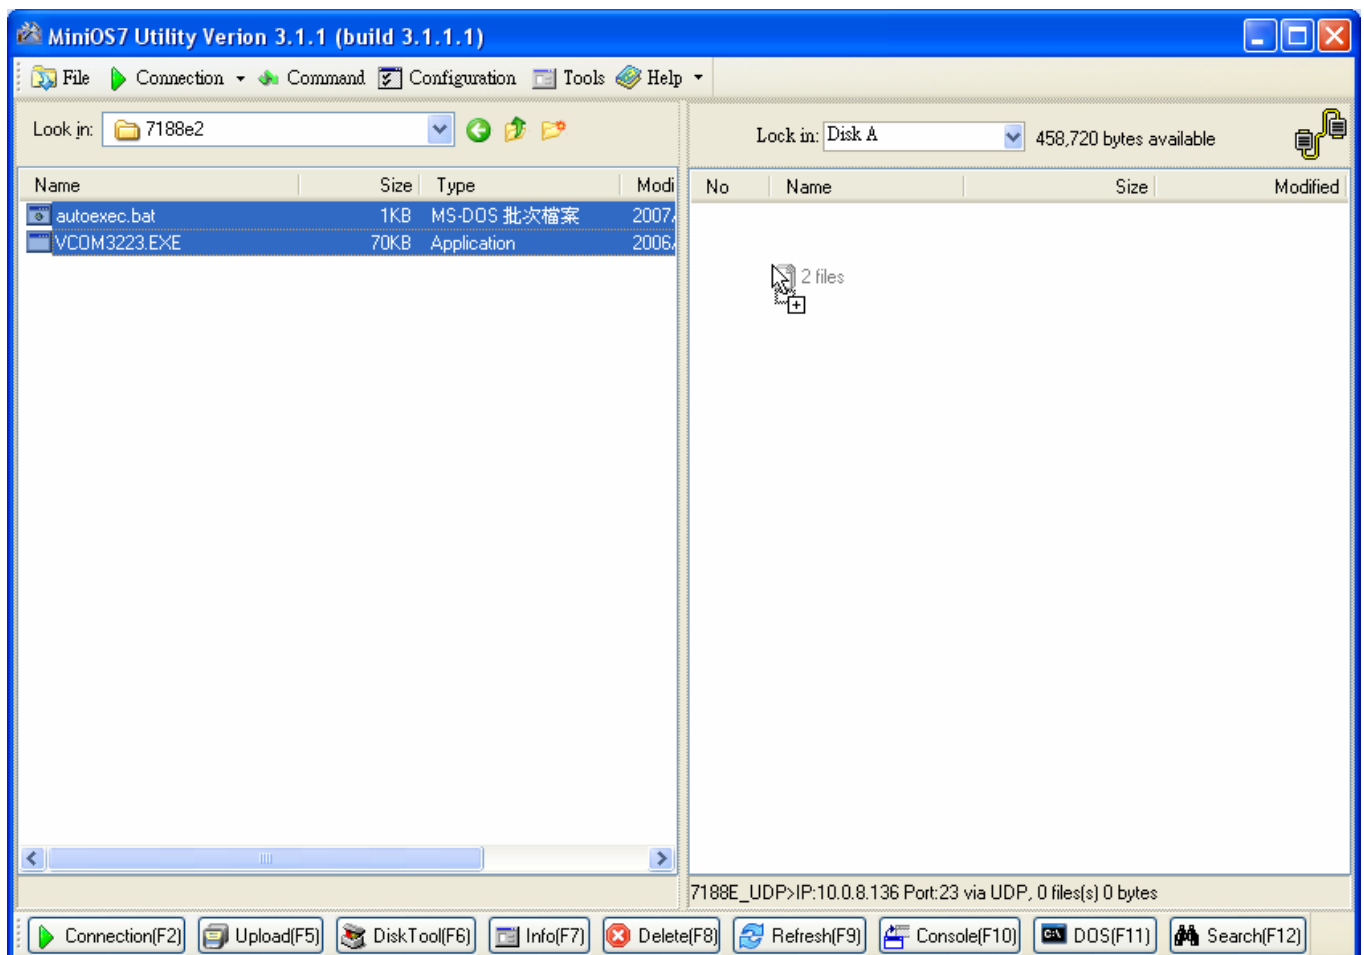 MiniOS7 Utility Verion 3.1.1 (build 3.1.1.1)
File Connection Command Configuration Tools Help
Look in: 7188e2
Lock in: Disk A 458,720 bytes available
Name Size Type Modi
No Name Size Modified
autoexec.bat 1KB MS-DOS 批次檔案 2007/
VCOM3223.EXE 70KB Application 2006/
2 files
7188E_UDP>IP:10.0.8.136 Port:23 via UDP, 0 files(s) 0 bytes
Connection(F2) Upload(F5) DiskTool(F6) Info(F7) Delete(F8) Refresh(F9) Console(F10) DOS(F11) Search(F12)